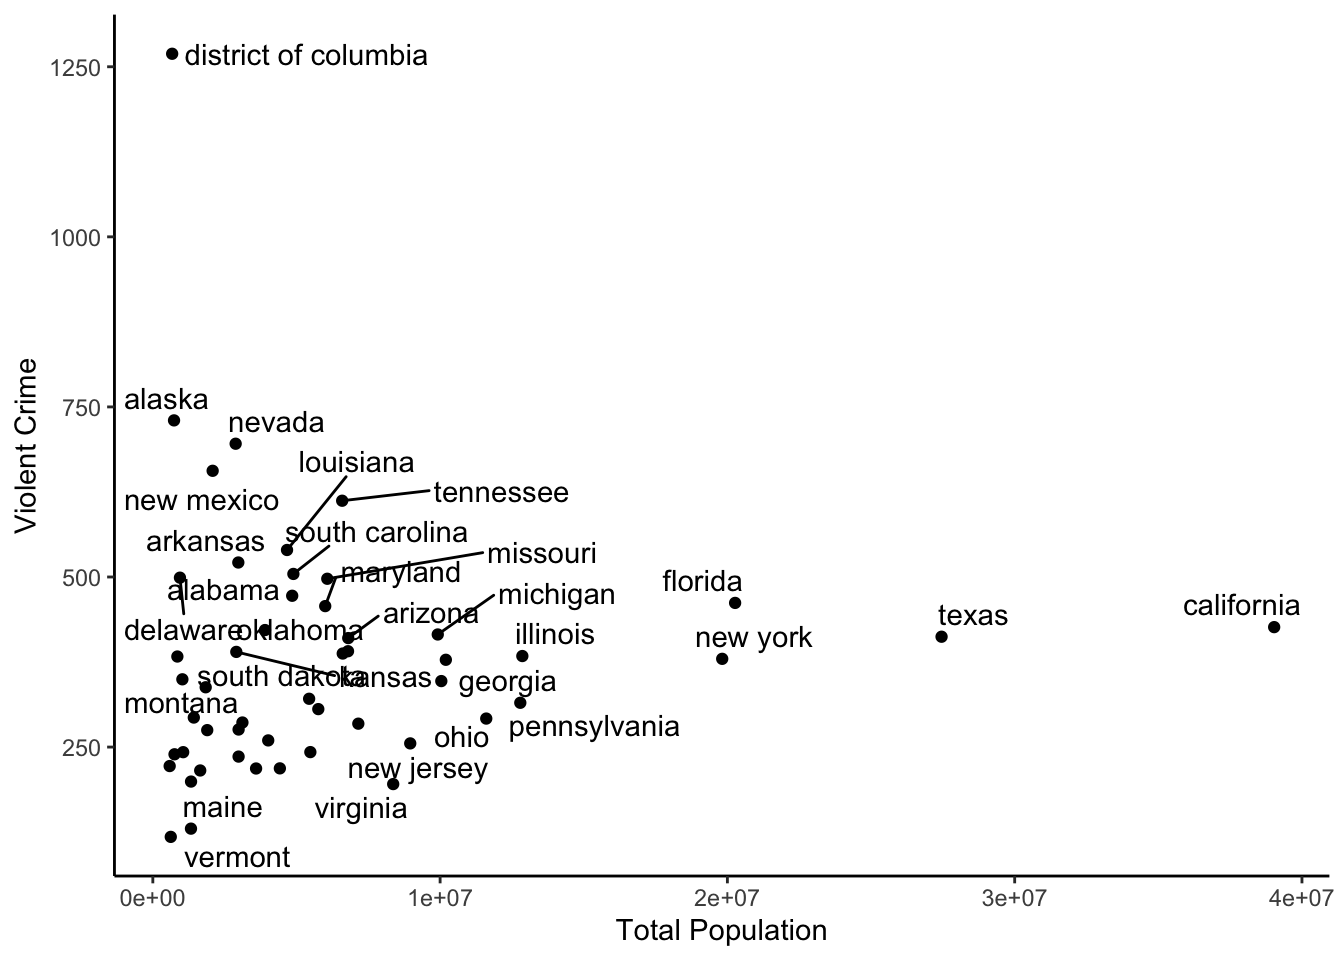 district of columbia
1250
1000
Violent Crime
alaska
750
nevada
louisiana
tennessee
new mexico
south carolina
arkansas
missouri
maryland
500
florida
alabama
michigan
california
arizona
texas
delaware
oklahoma
illinois
new york
south dakota
kansas
georgia
montana
pennsylvania
ohio
250
new jersey
maine
virginia
vermont
0e+00 1e+07 2e+07 3e+07 4e+07
Total Population